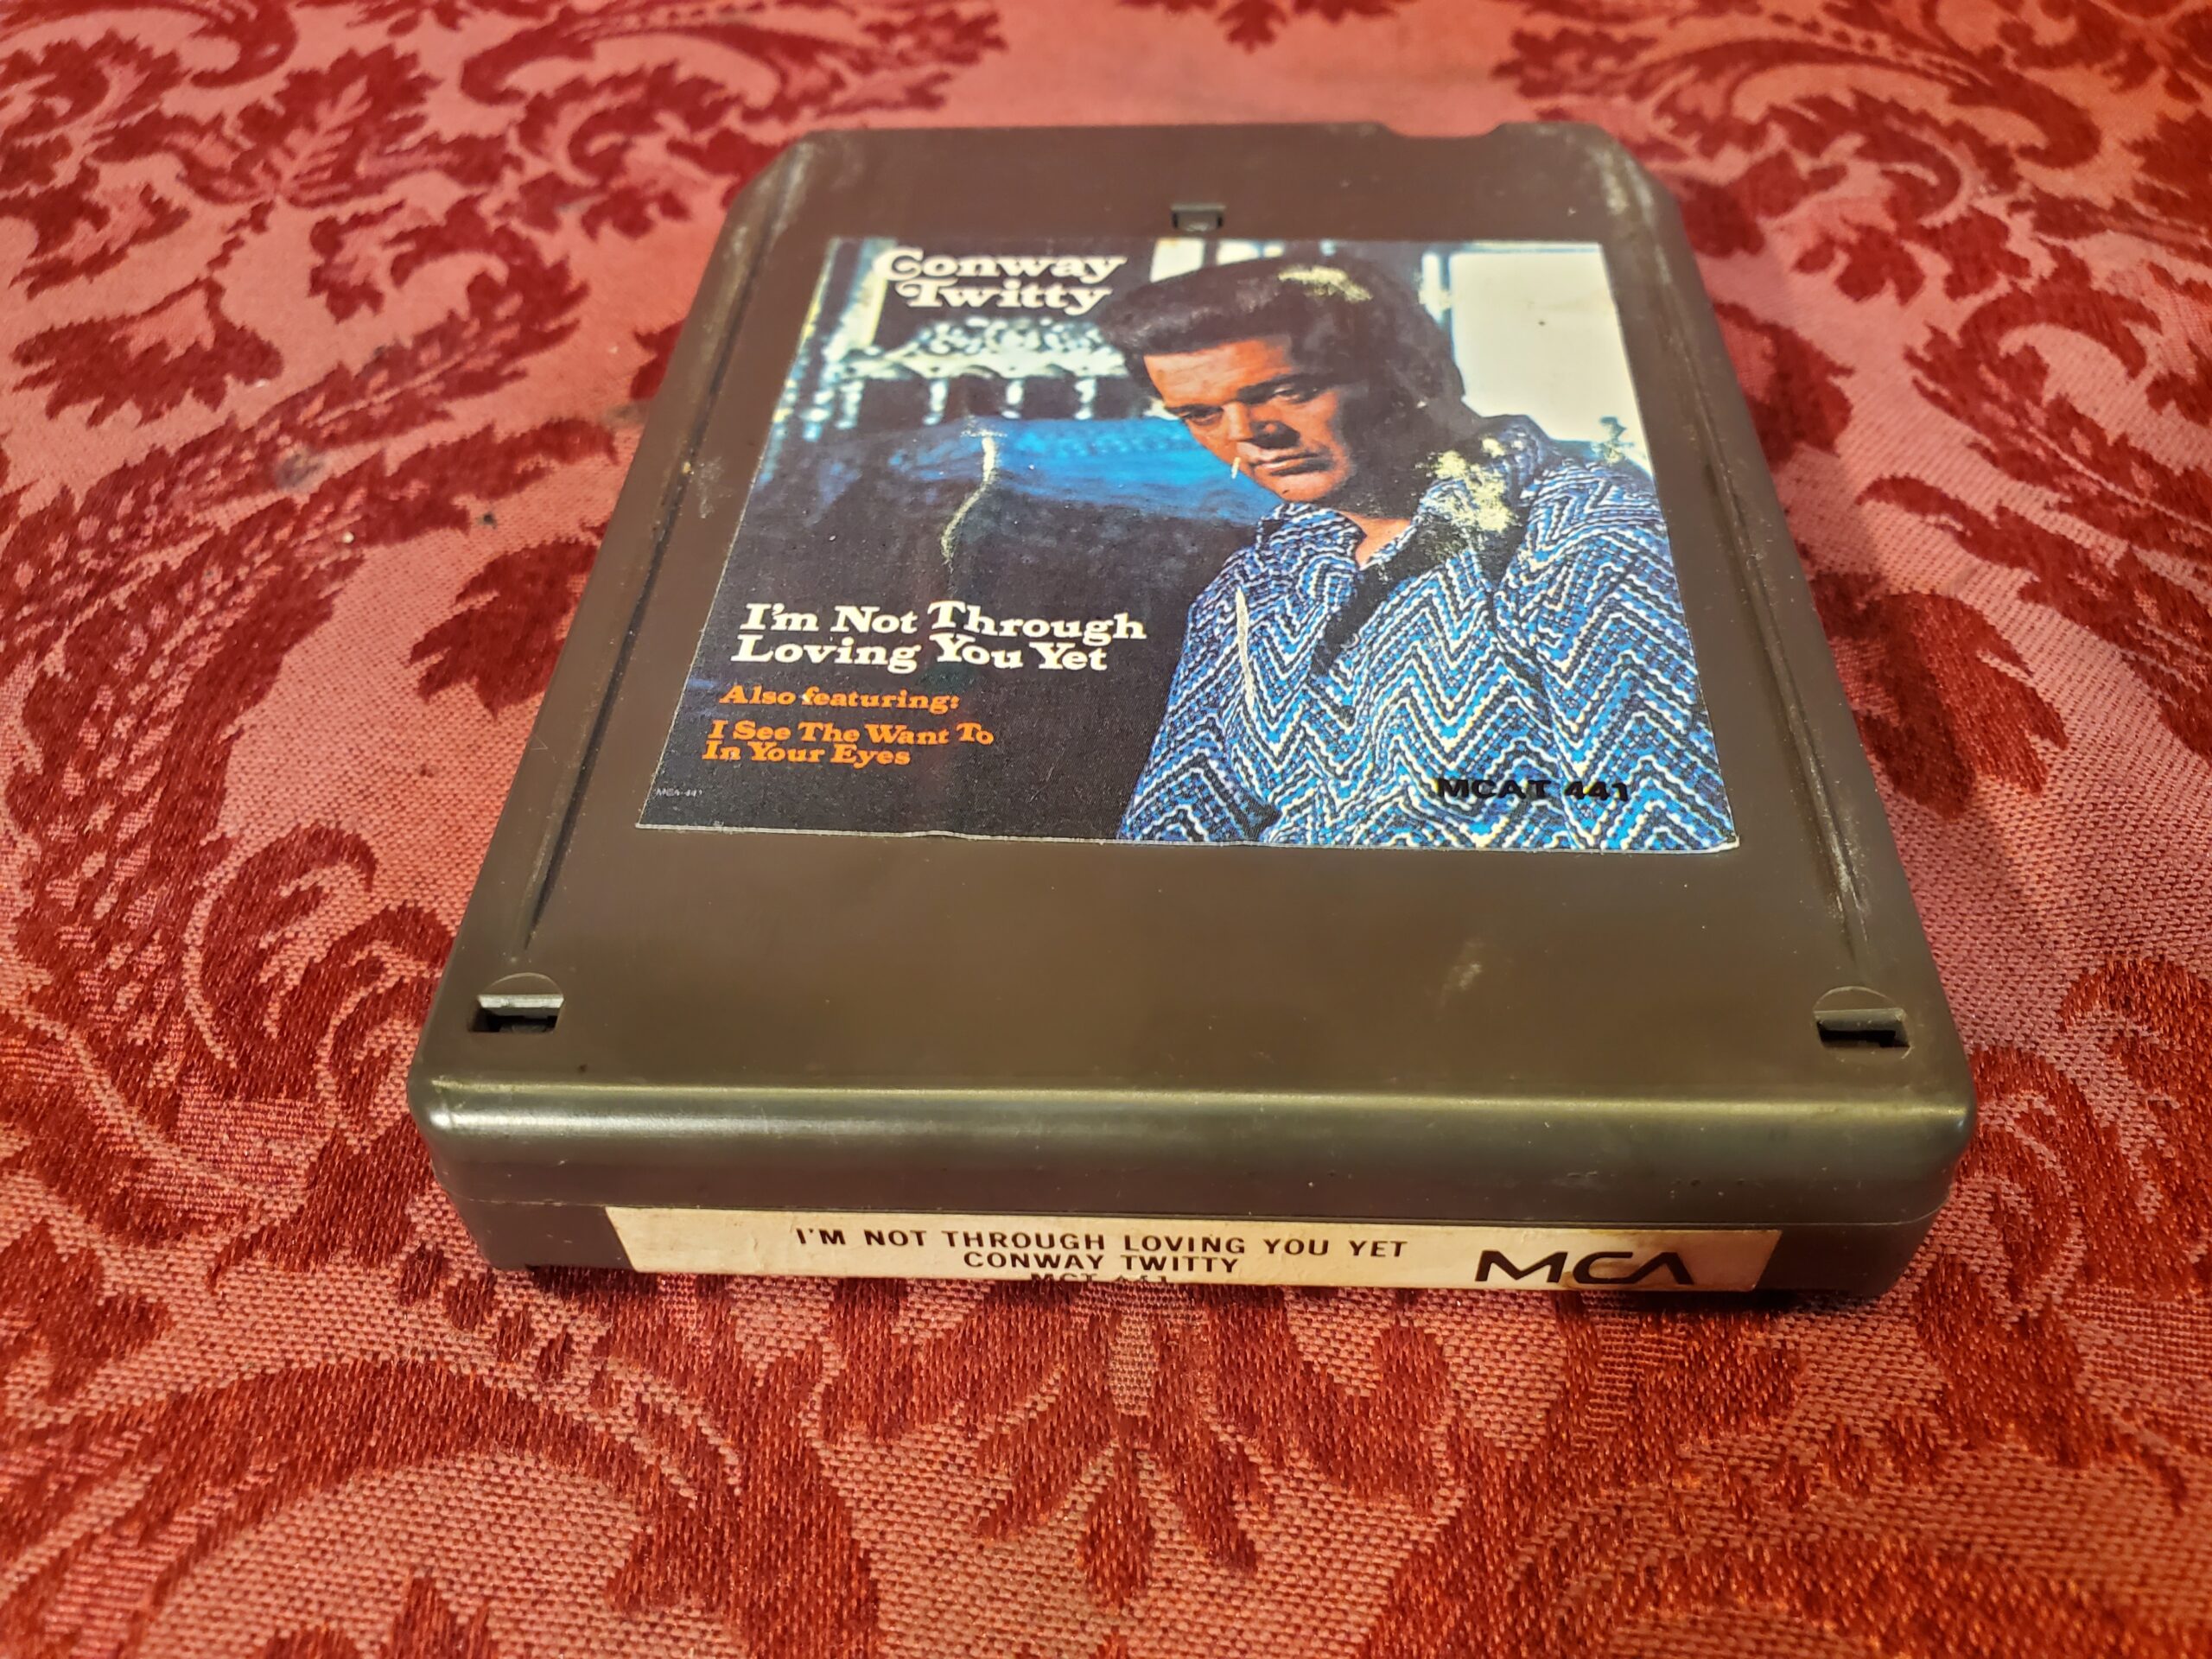 Conway
Twitty
I'm Not Through
Loving You Yet
Also featuring:
I See The Want To
In Your Eyes
MCA-441
MCAT 441
I'M NOT THROUGH LOVING YOU YET
CONWAY TWITTY
MCA